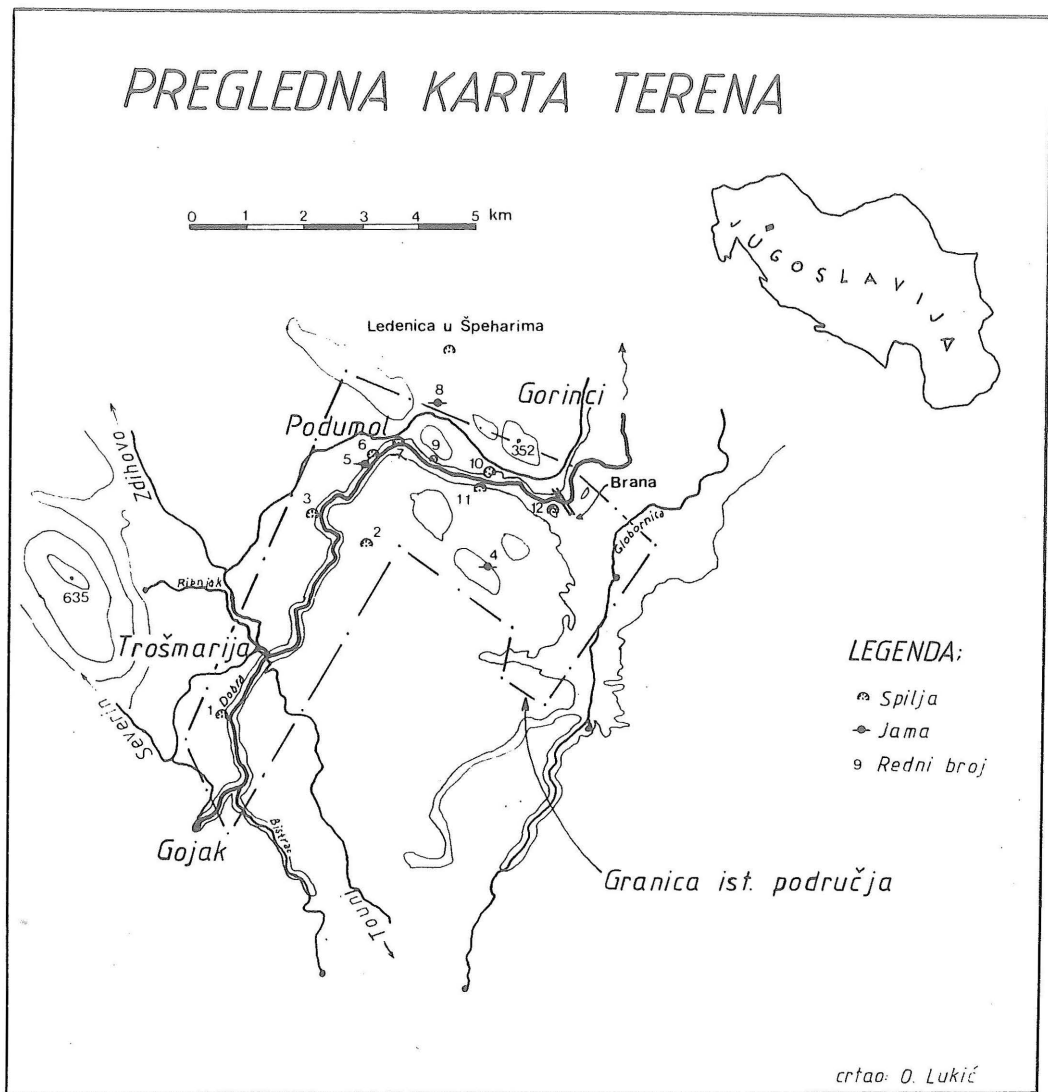 PREGLEDNA KARTA TERENA
0 1 2 3 4 5 km
JUGOSLAVIJA
Ledenica u Špeharima
8
Gorinci
Podumol
352
6
9
7
5
10
Zdihovo
3
11
Brana
12
Globornica
2
4
635
Ribnjak
Trošmarija
LEGENDA;
Dobra
Spilja
1
Severin
Jama
9 Redni broj
Gojak
Bistrac
Granica ist. područja
Tounj
crtao: O. Lukić